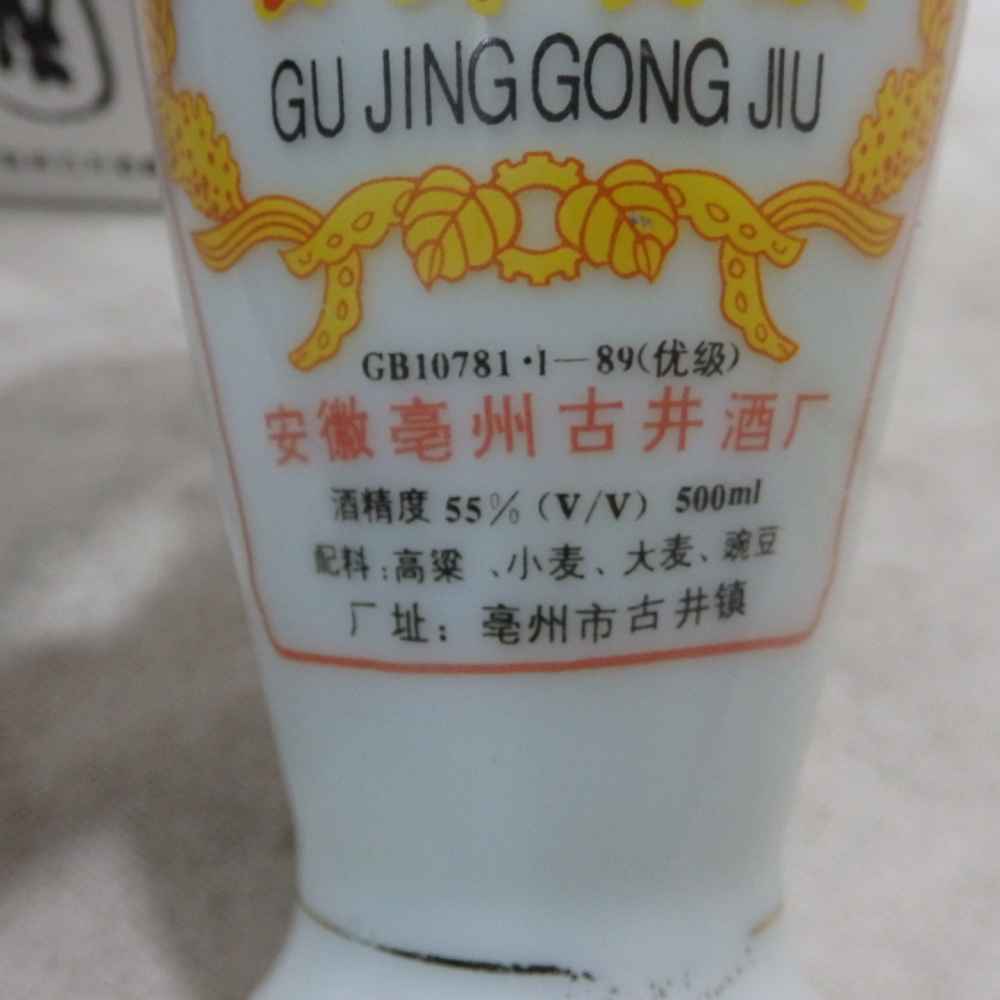 GU JING GONG JIU
GB10781·1—89(优级)
安徽亳州古井酒厂
酒精度 55%（V/V） 500ml
配料：高粱、小麦、大麦、豌豆
厂址：亳州市古井镇